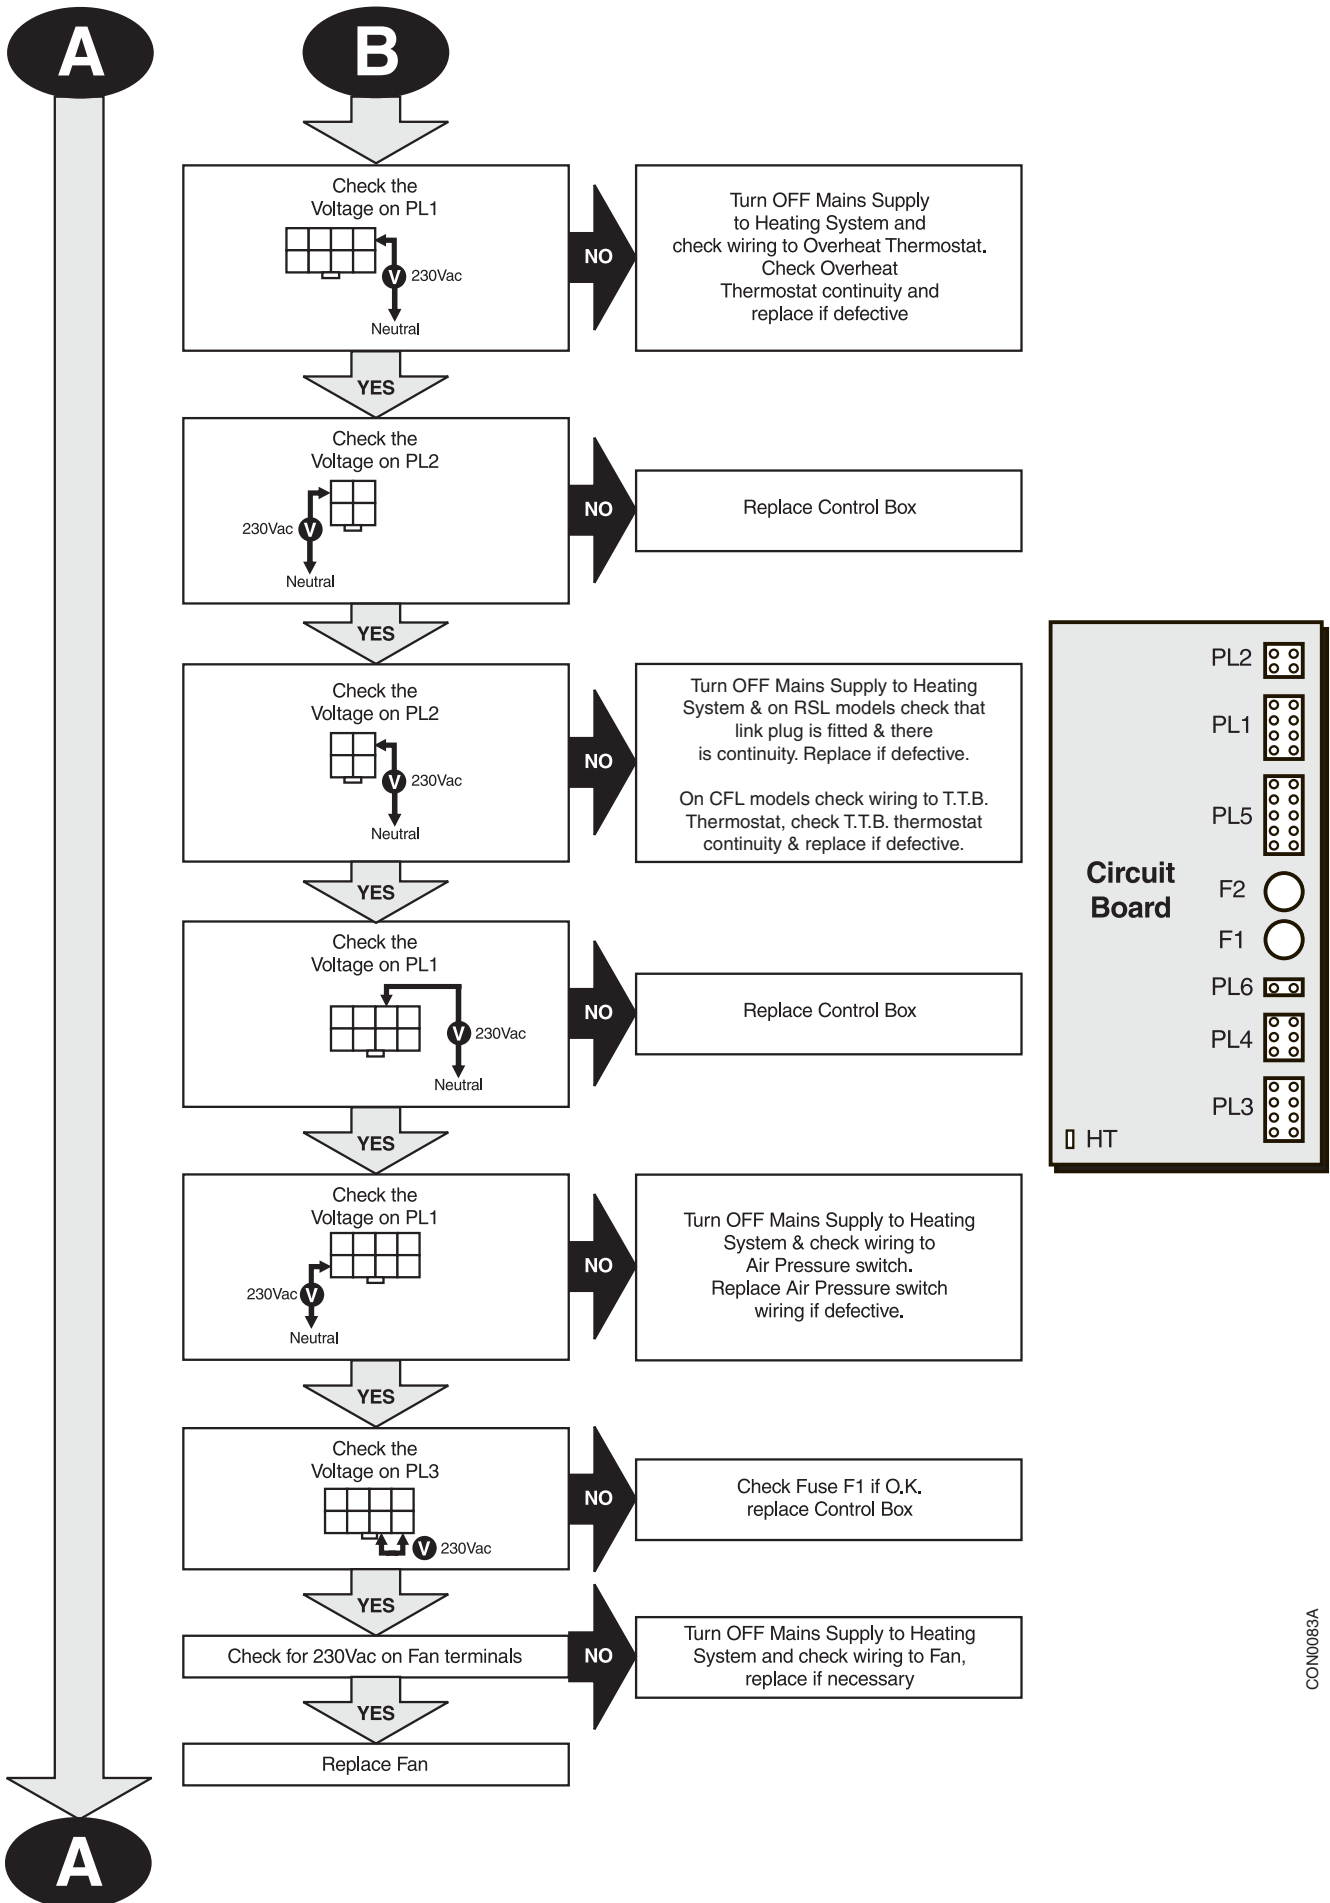 A
B
Check the
Voltage on PL1
V
230Vac
Neutral
NO
Turn OFF Mains Supply
to Heating System and
check wiring to Overheat Thermostat.
Check Overheat
Thermostat continuity and
replace if defective
YES
Check the
Voltage on PL2
230Vac
V
Neutral
NO
Replace Control Box
YES
Check the
Voltage on PL2
V
230Vac
Neutral
NO
Turn OFF Mains Supply to Heating
System & on RSL models check that
link plug is fitted & there
is continuity. Replace if defective.
On CFL models check wiring to T.T.B.
Thermostat, check T.T.B. thermostat
continuity & replace if defective.
YES
Check the
Voltage on PL1
V
230Vac
Neutral
NO
Replace Control Box
YES
Check the
Voltage on PL1
230Vac
V
Neutral
NO
Turn OFF Mains Supply to Heating
System & check wiring to
Air Pressure switch.
Replace Air Pressure switch
wiring if defective.
YES
Check the
Voltage on PL3
V
230Vac
NO
Check Fuse F1 if O.K.
replace Control Box
YES
Check for 230Vac on Fan terminals
NO
Turn OFF Mains Supply to Heating
System and check wiring to Fan,
replace if necessary
YES
Replace Fan
A
PL2
PL1
PL5
Circuit
Board
F2
F1
PL6
PL4
PL3
HT
CON0083A